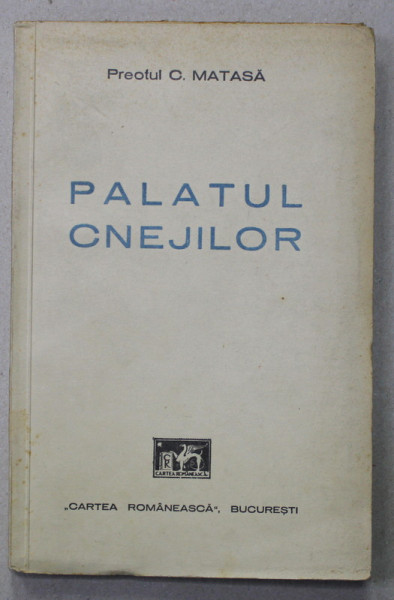 Preotul C. MATASĂ
PALATUL
CNEJILOR
CARTEA ROMÂNEASCĂ
„CARTEA ROMÂNEASCĂ“, BUCUREȘTI